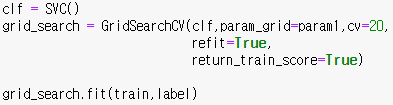 clf = SVC()
grid_search = GridSearchCV(clf,param_grid=param1,cv=20,
refit=True,
return_train_score=True)
grid_search.fit(train,label)